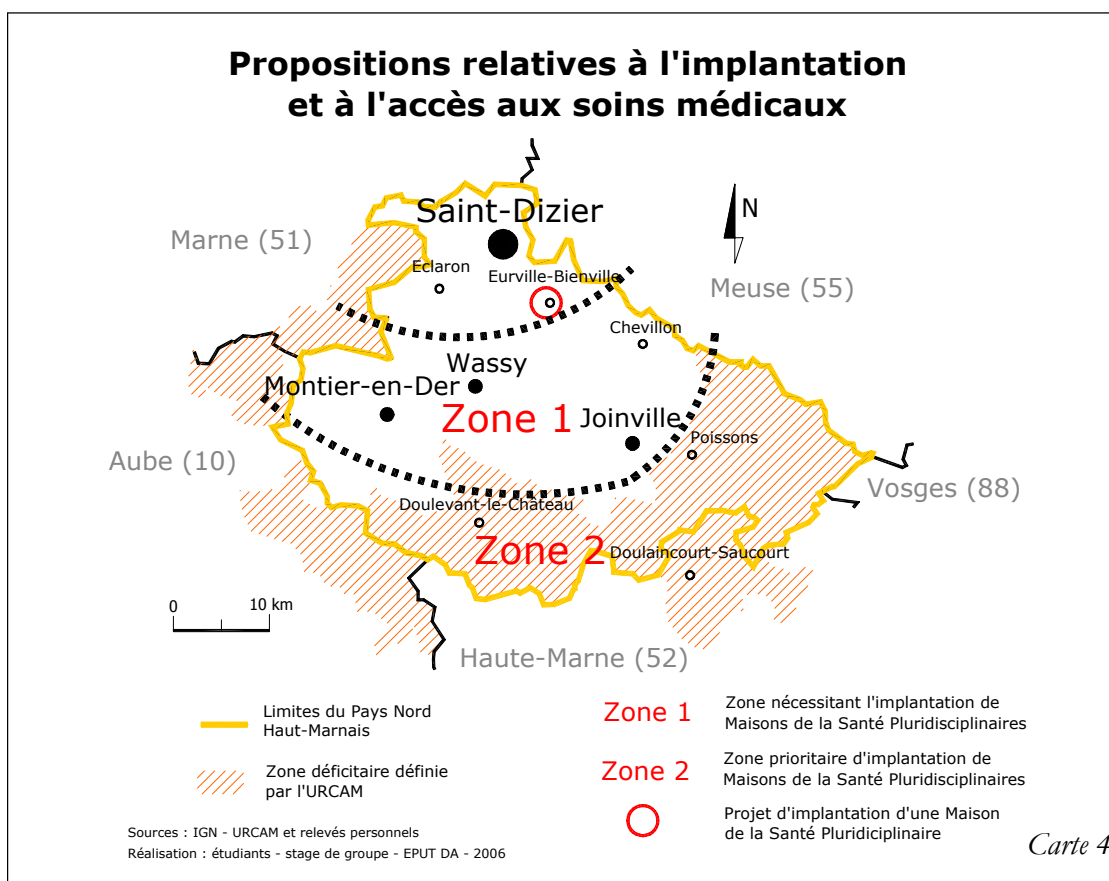 Propositions relatives à l'implantation
et à l'accès aux soins médicaux
Saint-Dizier
N
Marne (51)
Eclaron
Eurville-Bienville
Meuse (55)
Chevillon
Wassy
Montier-en-Der
Zone 1
Joinville
Poissons
Aube (10)
Vosges (88)
Doulevant-le-Château
Zone 2
Doulaincourt-Saucourt
0 10 km
Haute-Marne (52)
Limites du Pays Nord
Haut-Marnais
Zone déficitaire définie
par l'URCAM
Zone 1
Zone nécessitant l'implantation de
Maisons de la Santé Pluridisciplinaires
Zone 2
Zone prioritaire d'implantation de
Maisons de la Santé Pluridisciplinaires
Projet d'implantation d'une Maison
de la Santé Pluridiciplinaire
Sources : IGN - URCAM et relevés personnels
Réalisation : étudiants - stage de groupe - EPUT DA - 2006
Carte 4